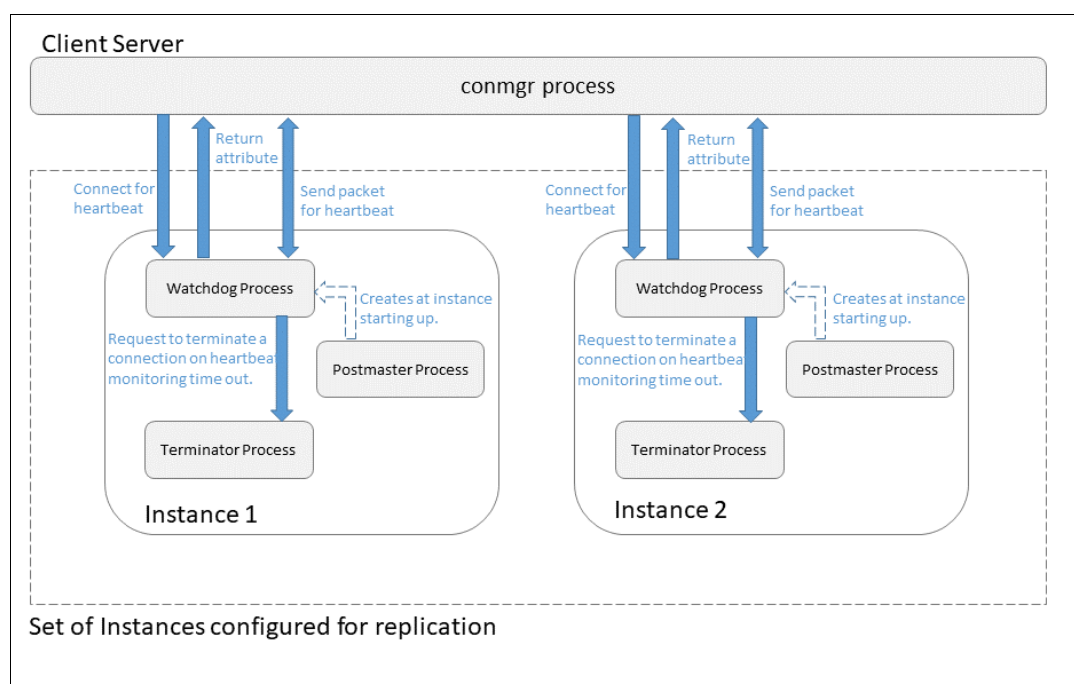 Client Server
conmgr process
Return
attribute
Connect for
heartbeat
Send packet
for heartbeat
Watchdog Process
Creates at instance
starting up.
Request to terminate a
connection on heartbeat
monitoring time out.
Postmaster Process
Terminator Process
Instance 1
Return
attribute
Connect for
heartbeat
Send packet
for heartbeat
Watchdog Process
Creates at instance
starting up.
Request to terminate a
connection on heartbeat
monitoring time out.
Postmaster Process
Terminator Process
Instance 2
Set of Instances configured for replication